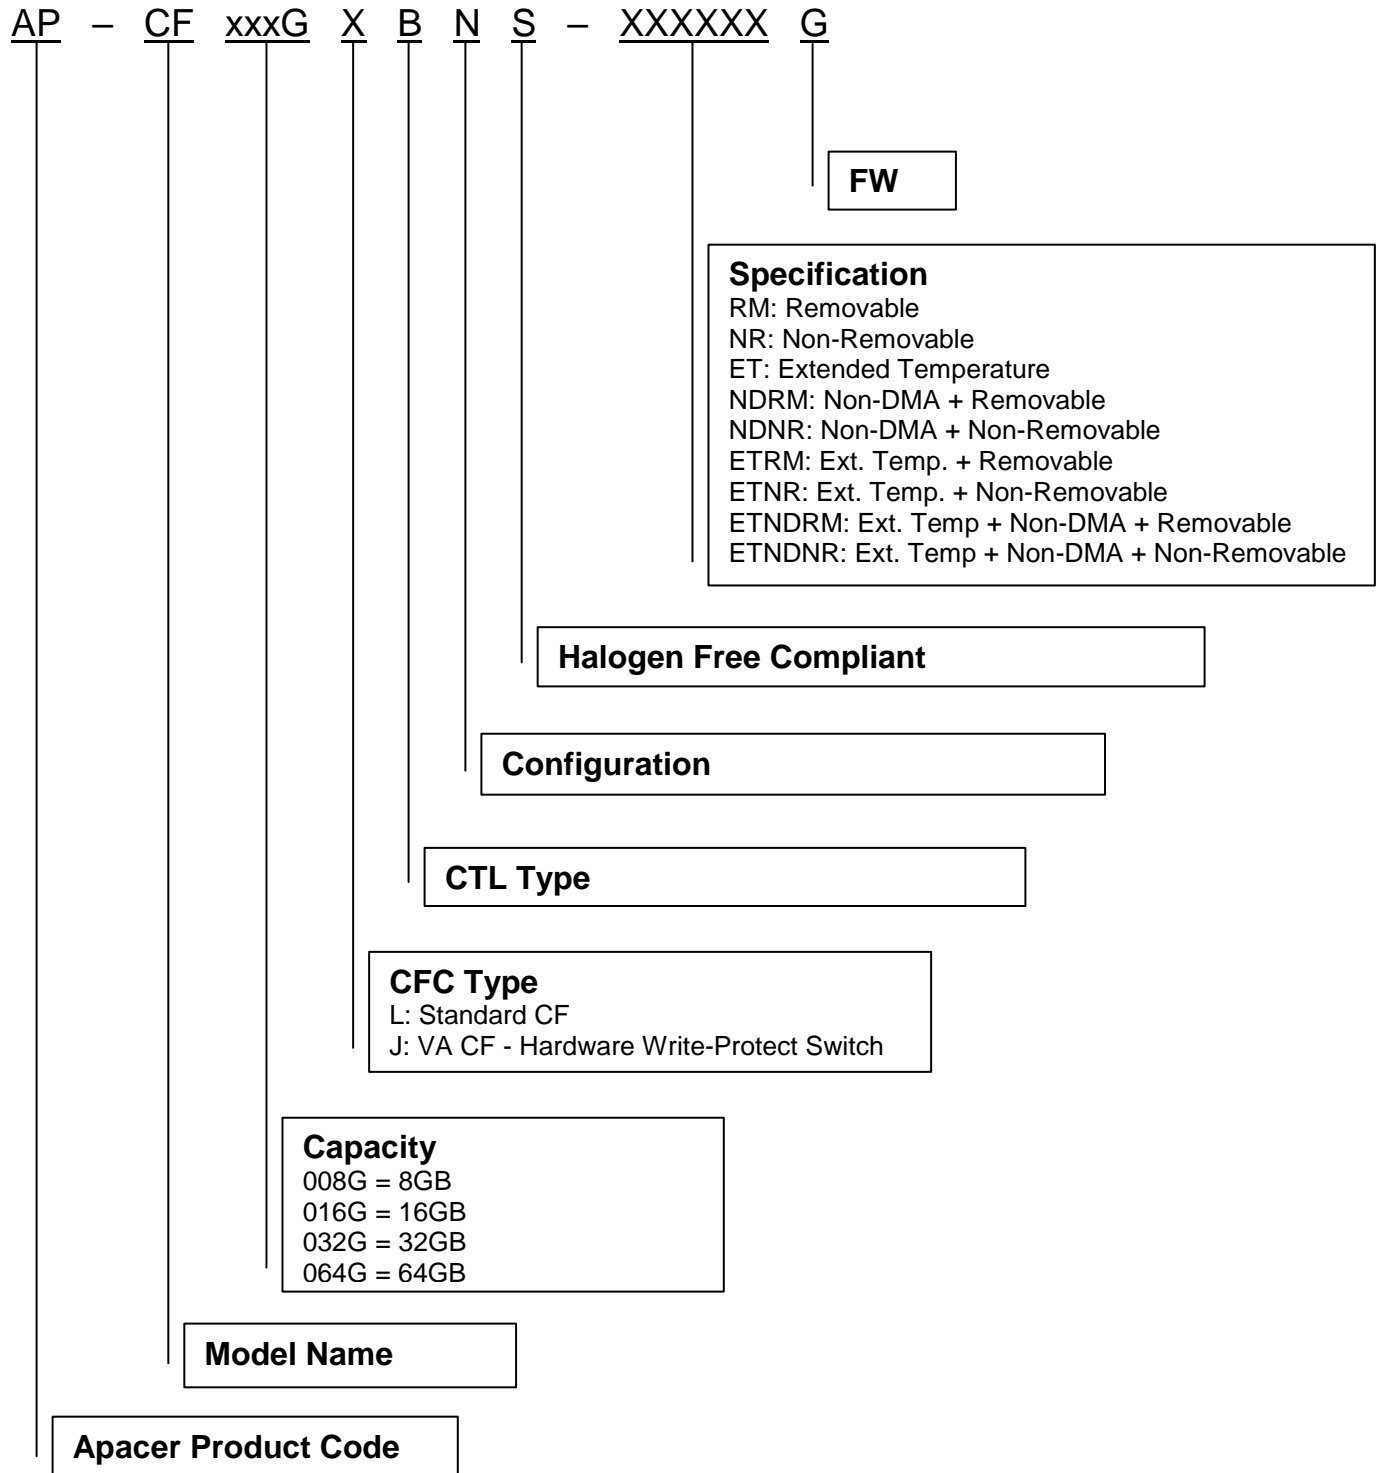 AP – CF xxxG X B N S – XXXXXX G
FW
Specification
RM: Removable
NR: Non-Removable
ET: Extended Temperature
NDRM: Non-DMA + Removable
NDNR: Non-DMA + Non-Removable
ETRM: Ext. Temp. + Removable
ETNR: Ext. Temp. + Non-Removable
ETNDRM: Ext. Temp + Non-DMA + Removable
ETNDNR: Ext. Temp + Non-DMA + Non-Removable
Halogen Free Compliant
Configuration
CTL Type
CFC Type
L: Standard CF
J: VA CF - Hardware Write-Protect Switch
Capacity
008G = 8GB
016G = 16GB
032G = 32GB
064G = 64GB
Model Name
Apacer Product Code